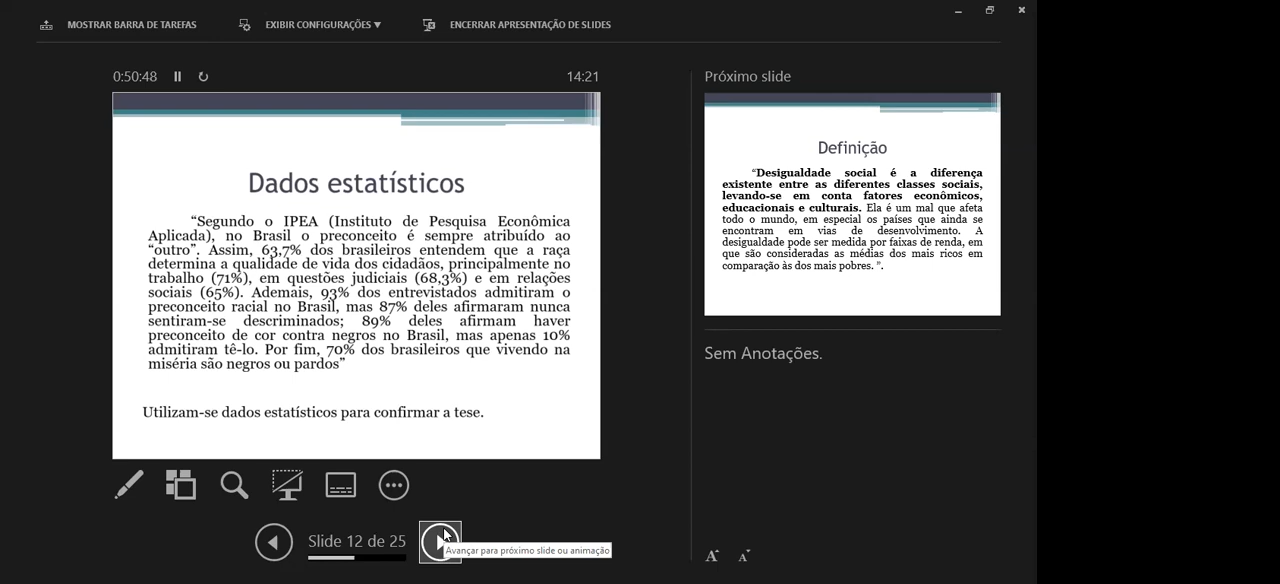 MOSTRAR BARRA DE TAREFAS
EXIBIR CONFIGURAÇÕES ▼
ENCERRAR APRESENTAÇÃO DE SLIDES
0:50:48
14:21
Dados estatísticos
“Segundo o IPEA (Instituto de Pesquisa Econômica
Aplicada), no Brasil o preconceito é sempre atribuído ao
“outro”. Assim, 63,7% dos brasileiros entendem que a raça
determina a qualidade de vida dos cidadãos, principalmente no
trabalho (71%), em questões judiciais (68,3%) e em relações
sociais (65%). Ademais, 93% dos entrevistados admitiram o
preconceito racial no Brasil, mas 87% deles afirmaram nunca
sentiram-se descriminados; 89% deles afirmam haver
preconceito de cor contra negros no Brasil, mas apenas 10%
admitiram tê-lo. Por fim, 70% dos brasileiros que vivendo na
miséria são negros ou pardos”
Utilizam-se dados estatísticos para confirmar a tese.
Slide 12 de 25
Avançar para próximo slide ou animação
Próximo slide
Definição
“Desigualdade social é a diferença
existente entre as diferentes classes sociais,
levando-se em conta fatores econômicos,
educacionais e culturais. Ela é um mal que afeta
todo o mundo, em especial os países que ainda se
encontram em vias de desenvolvimento. A
desigualdade pode ser medida por faixas de renda, em
que são consideradas as médias dos mais ricos em
comparação às dos mais pobres. ”.
Sem Anotações.
A A